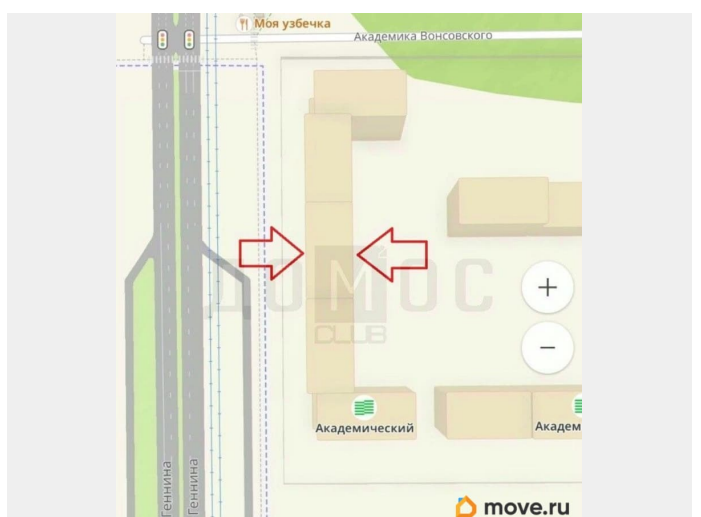 Моя узбечка
Академика Вонсовского
ДОМОС
CLUB
Академический
Академ
Геннина
Геннина
move.ru